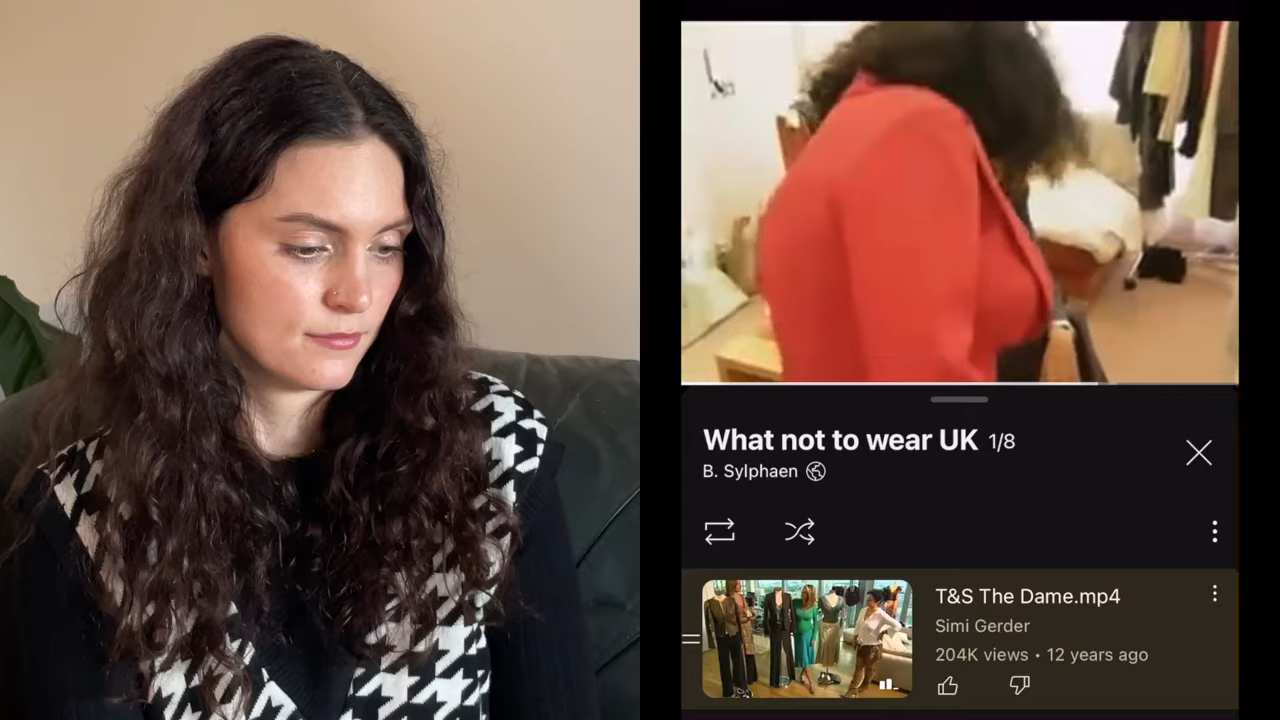 What not to wear UK 1/8
B. Sylphaen
T&S The Dame.mp4
Simi Gerder
204K views • 12 years ago